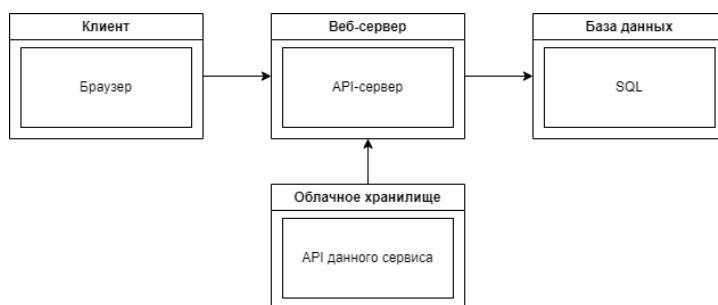 Клиент
Веб-сервер
База данных
Браузер
API-сервер
SQL
Облачное хранилище
API данного сервиса